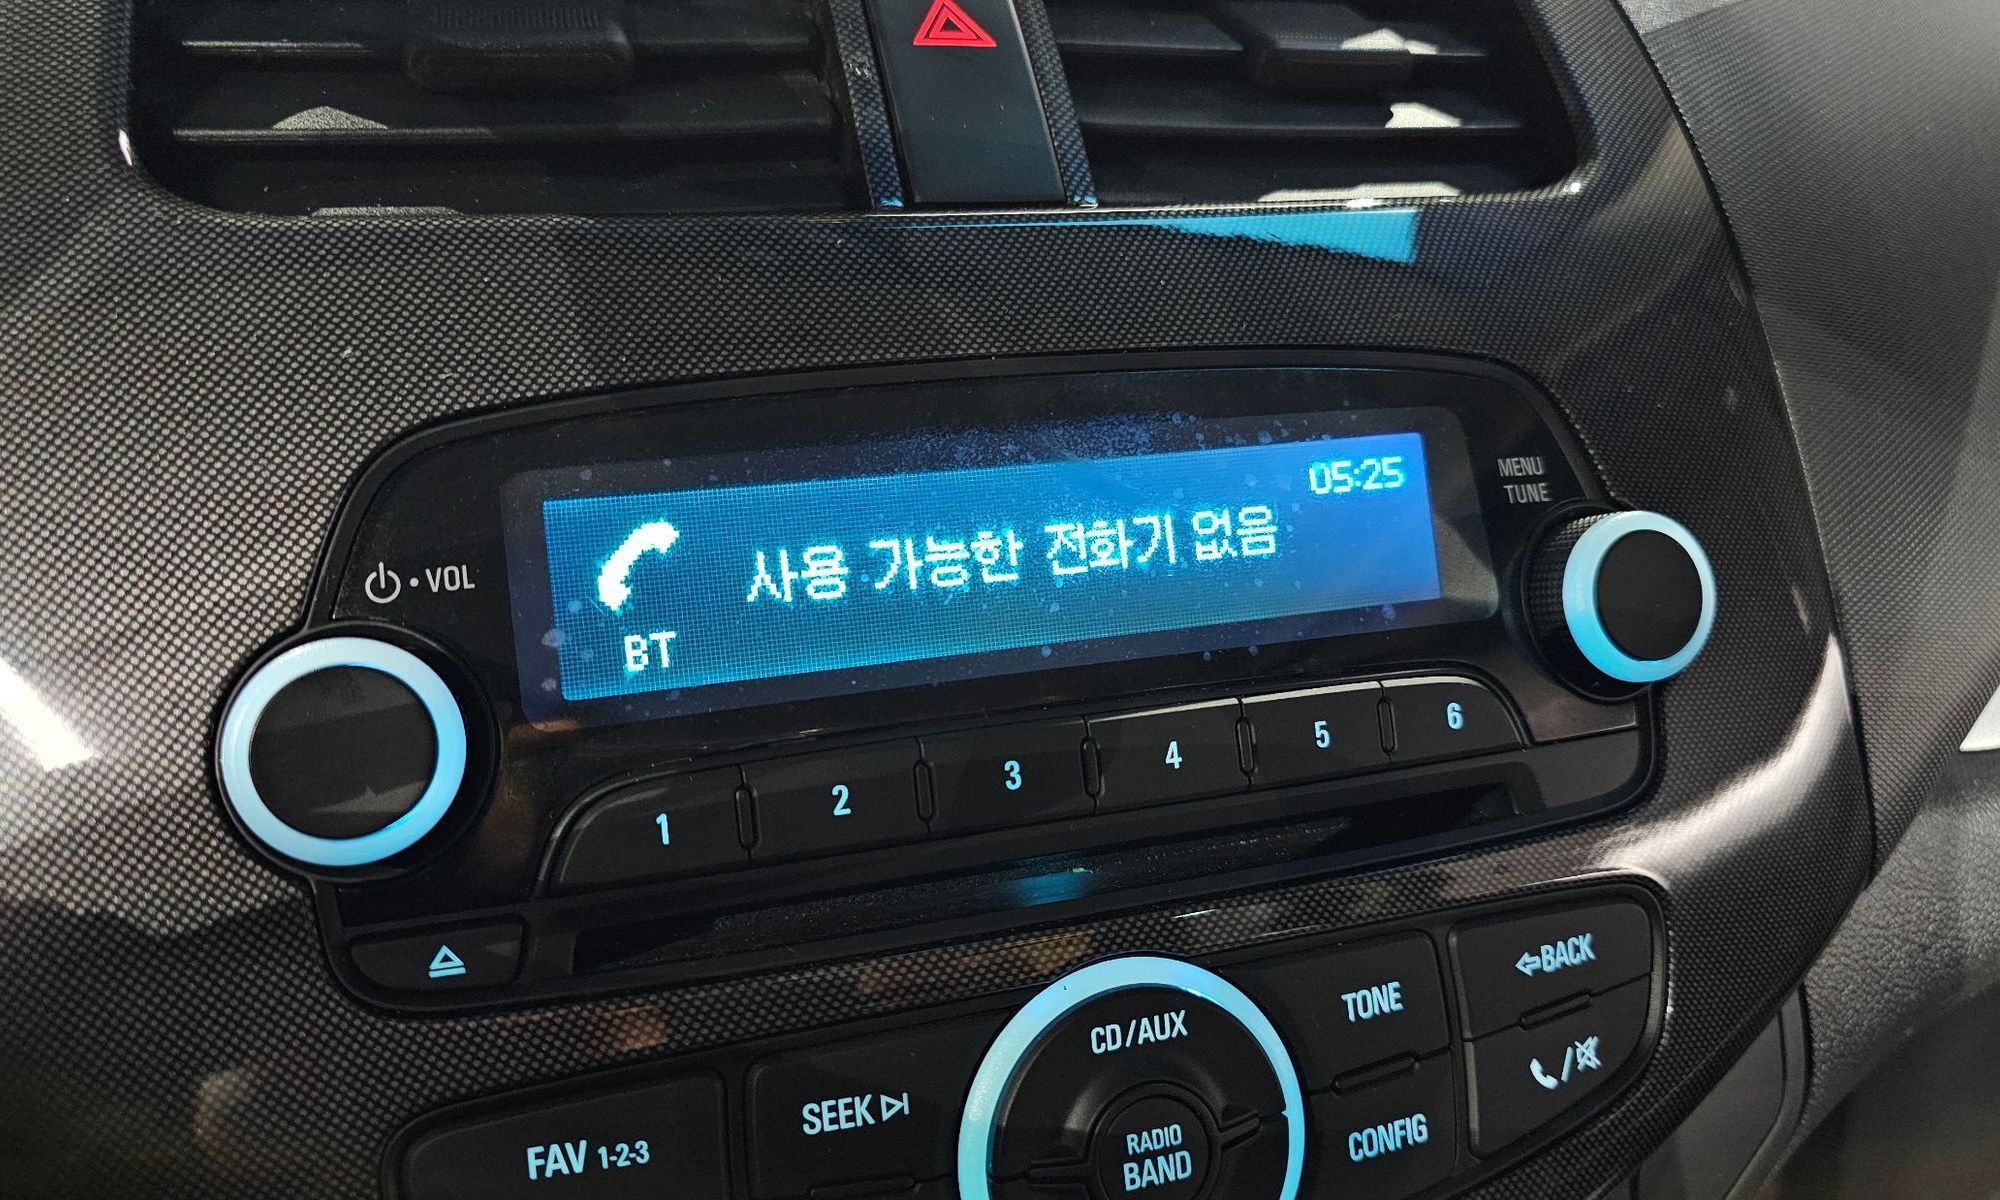 05:25
사용 가능한 전화기 없음
BT
VOL
MENU
TUNE
1
2
3
4
5
6
BACK
TONE
CD/AUX
SEEK
CONFIG
FAV 1-2-3
RADIO
BAND